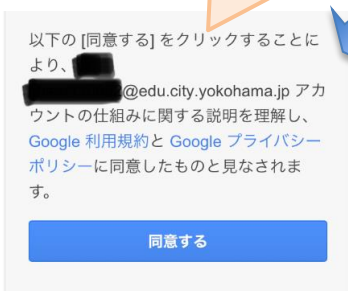 以下の [同意する] をクリックすることに
より、
@edu.city.yokohama.jp アカ
ウントの仕組みに関する説明を理解し、
Google 利用規約と Google プライバシー
ポリシーに同意したものと見なされま
す。
同意する